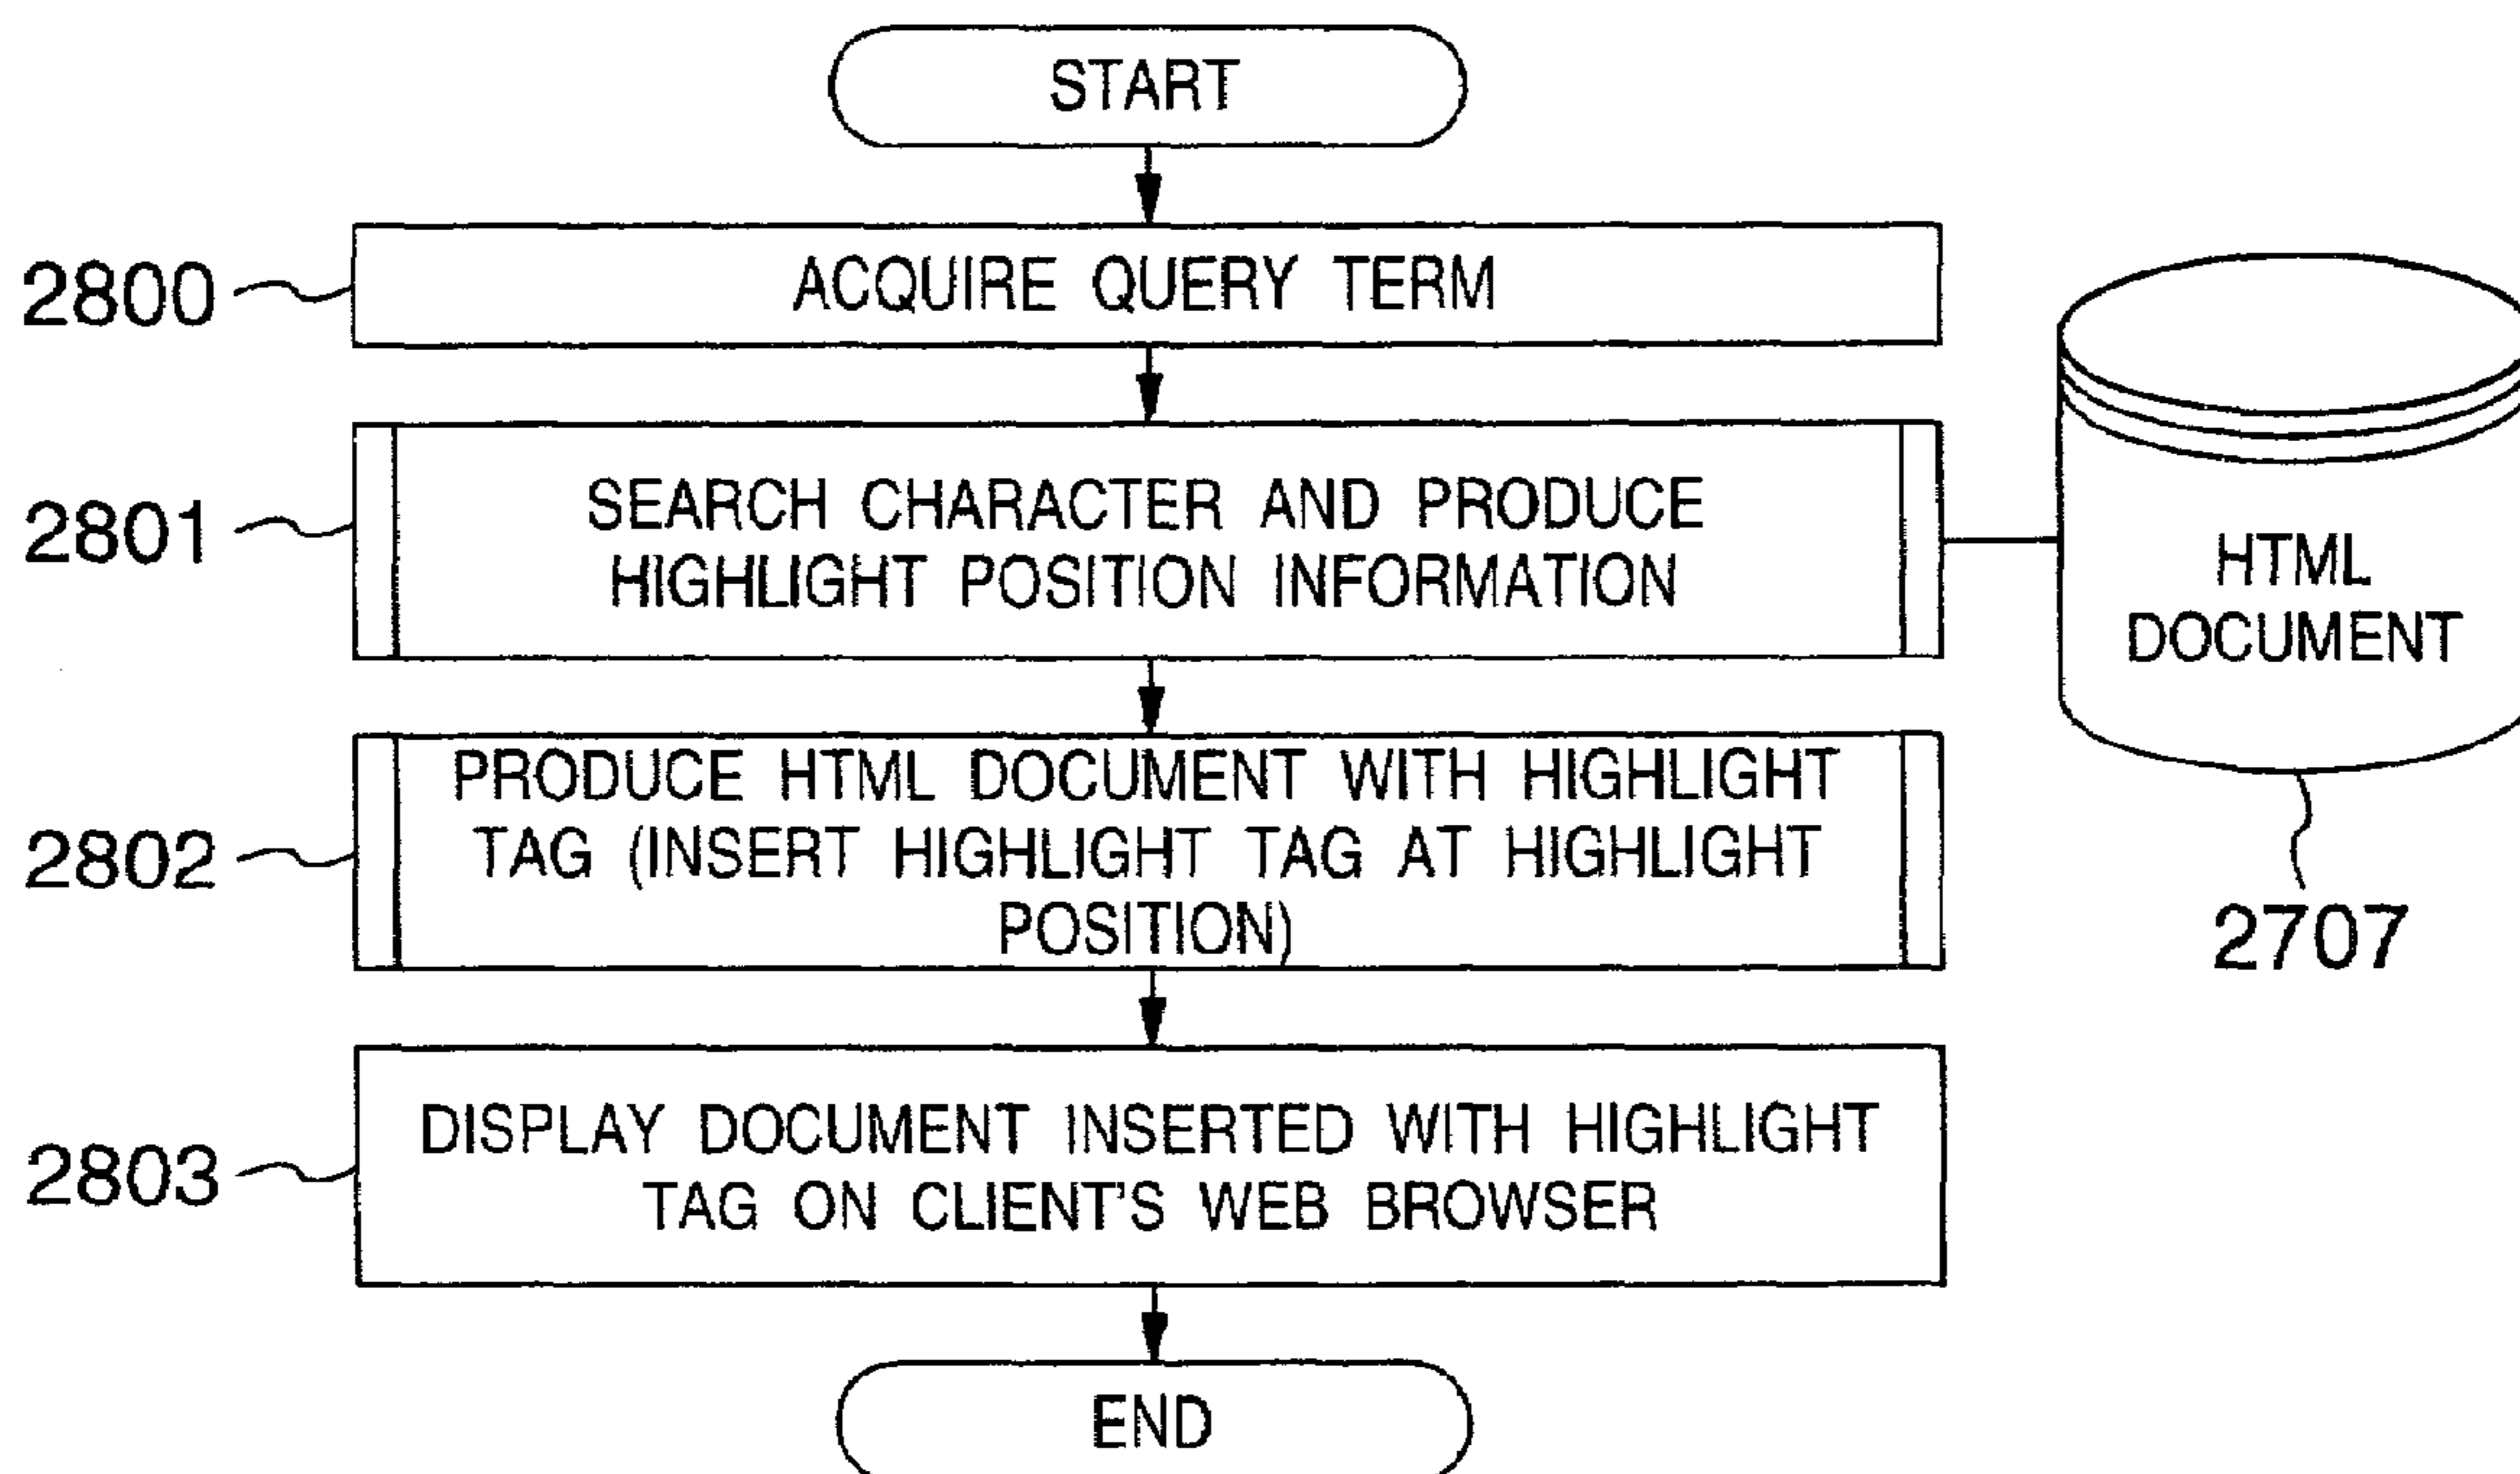 START
2800
ACQUIRE QUERY TERM
2801
SEARCH CHARACTER AND PRODUCE
HIGHLIGHT POSITION INFORMATION
HTML
DOCUMENT
2707
2802
PRODUCE HTML DOCUMENT WITH HIGHLIGHT
TAG (INSERT HIGHLIGHT TAG AT HIGHLIGHT
POSITION)
2803
DISPLAY DOCUMENT INSERTED WITH HIGHLIGHT
TAG ON CLIENT'S WEB BROWSER
END